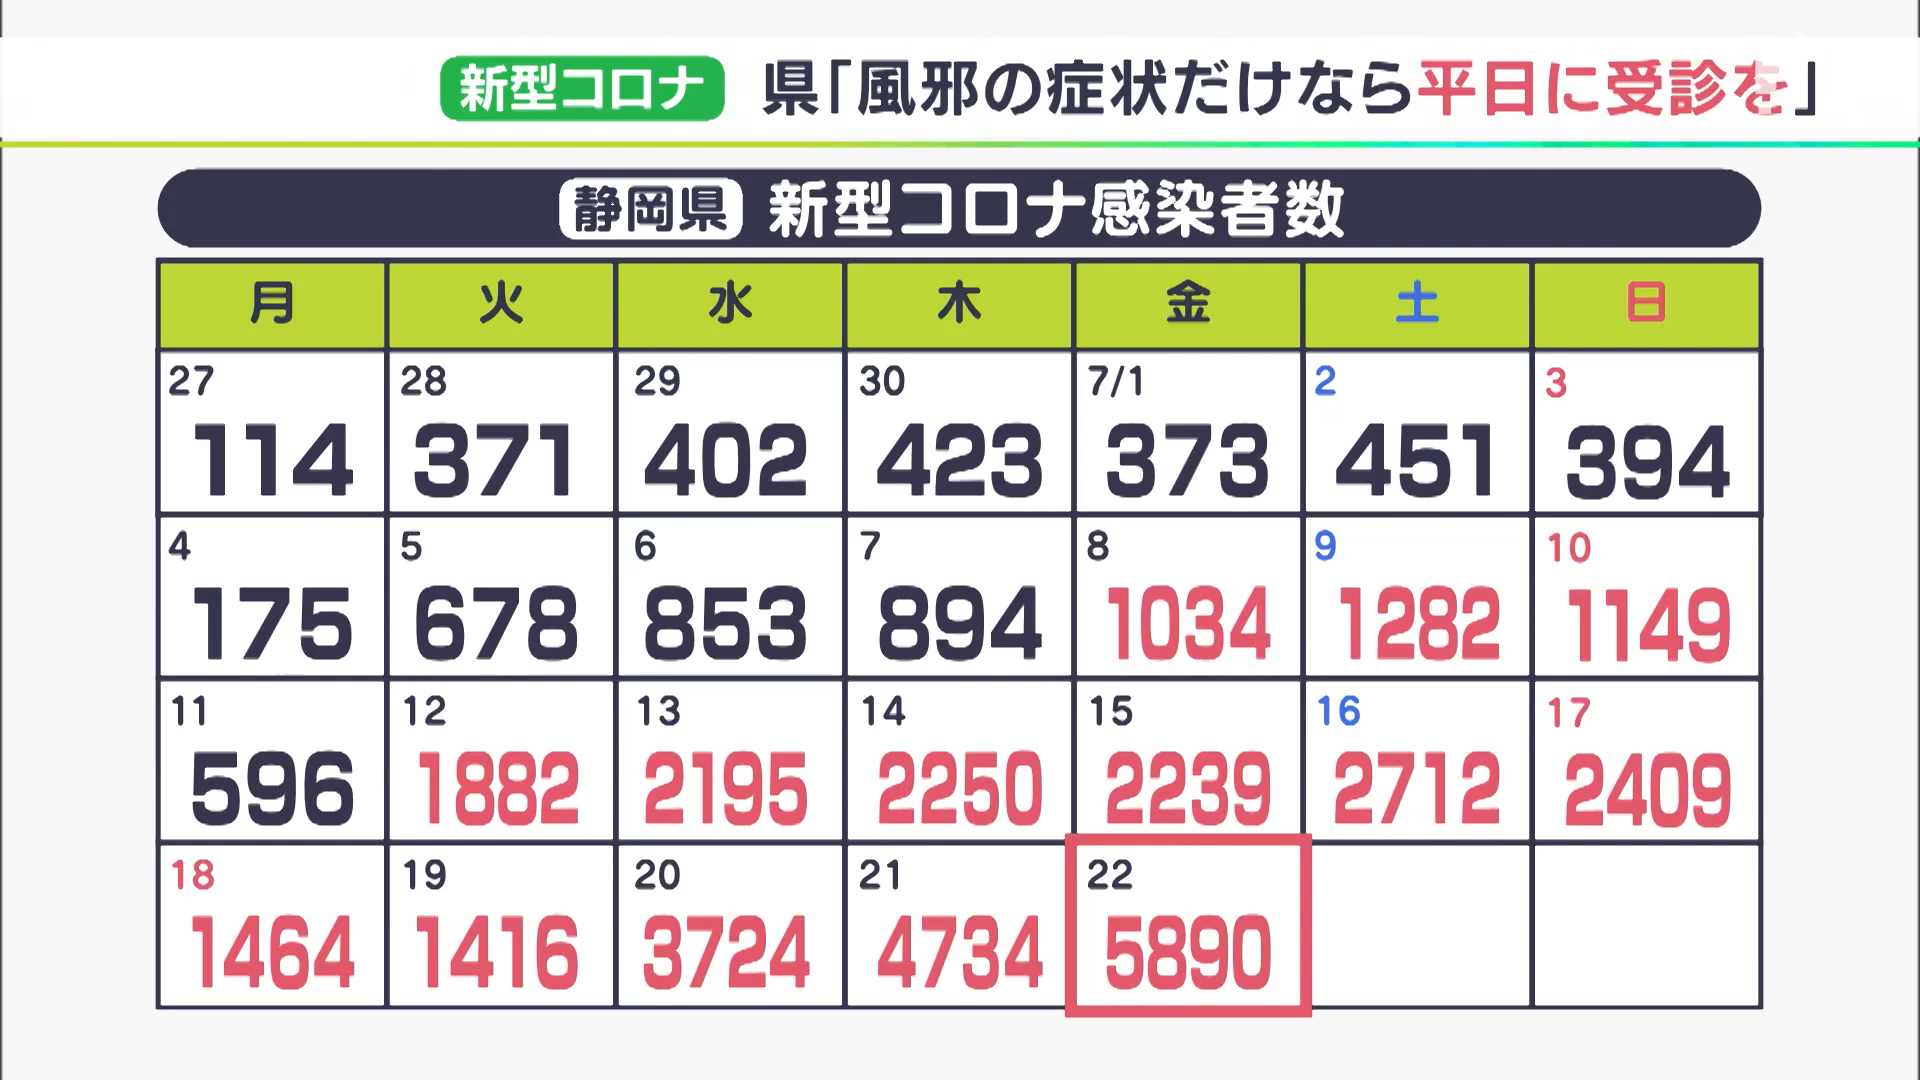 新型コロナ 県「風邪の症状だけなら平日に受診を」
静岡県 新型コロナ感染者数
月 火 水 木 金 土 日
27 28 29 30 7/1 2 3
114 371 402 423 373 451 394
4 5 6 7 8 9 10
175 678 853 894 1034 1282 1149
11 12 13 14 15 16 17
596 1882 2195 2250 2239 2712 2409
18 19 20 21 22
1464 1416 3724 4734 5890